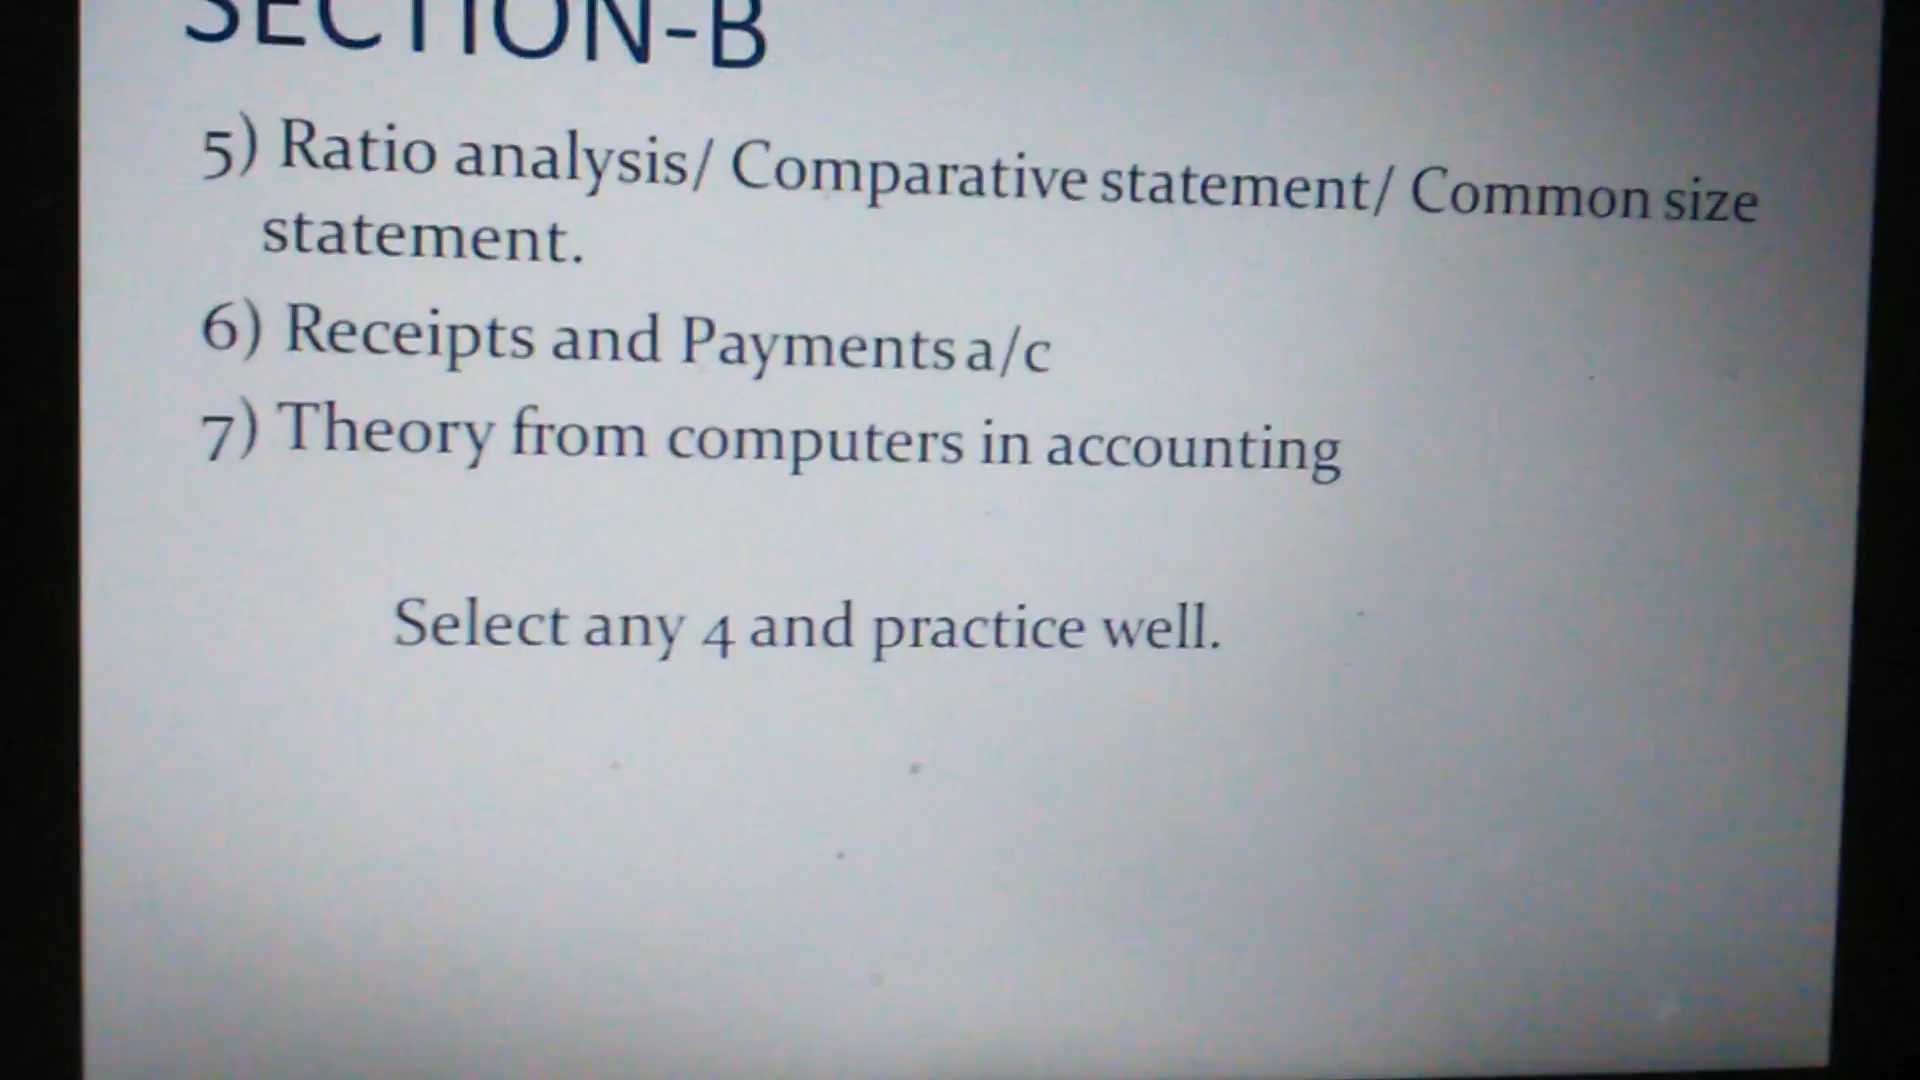 SECTION-B
5) Ratio analysis/ Comparative statement/ Common size
statement.
6) Receipts and Payments a/c
7) Theory from computers in accounting
Select any 4 and practice well.